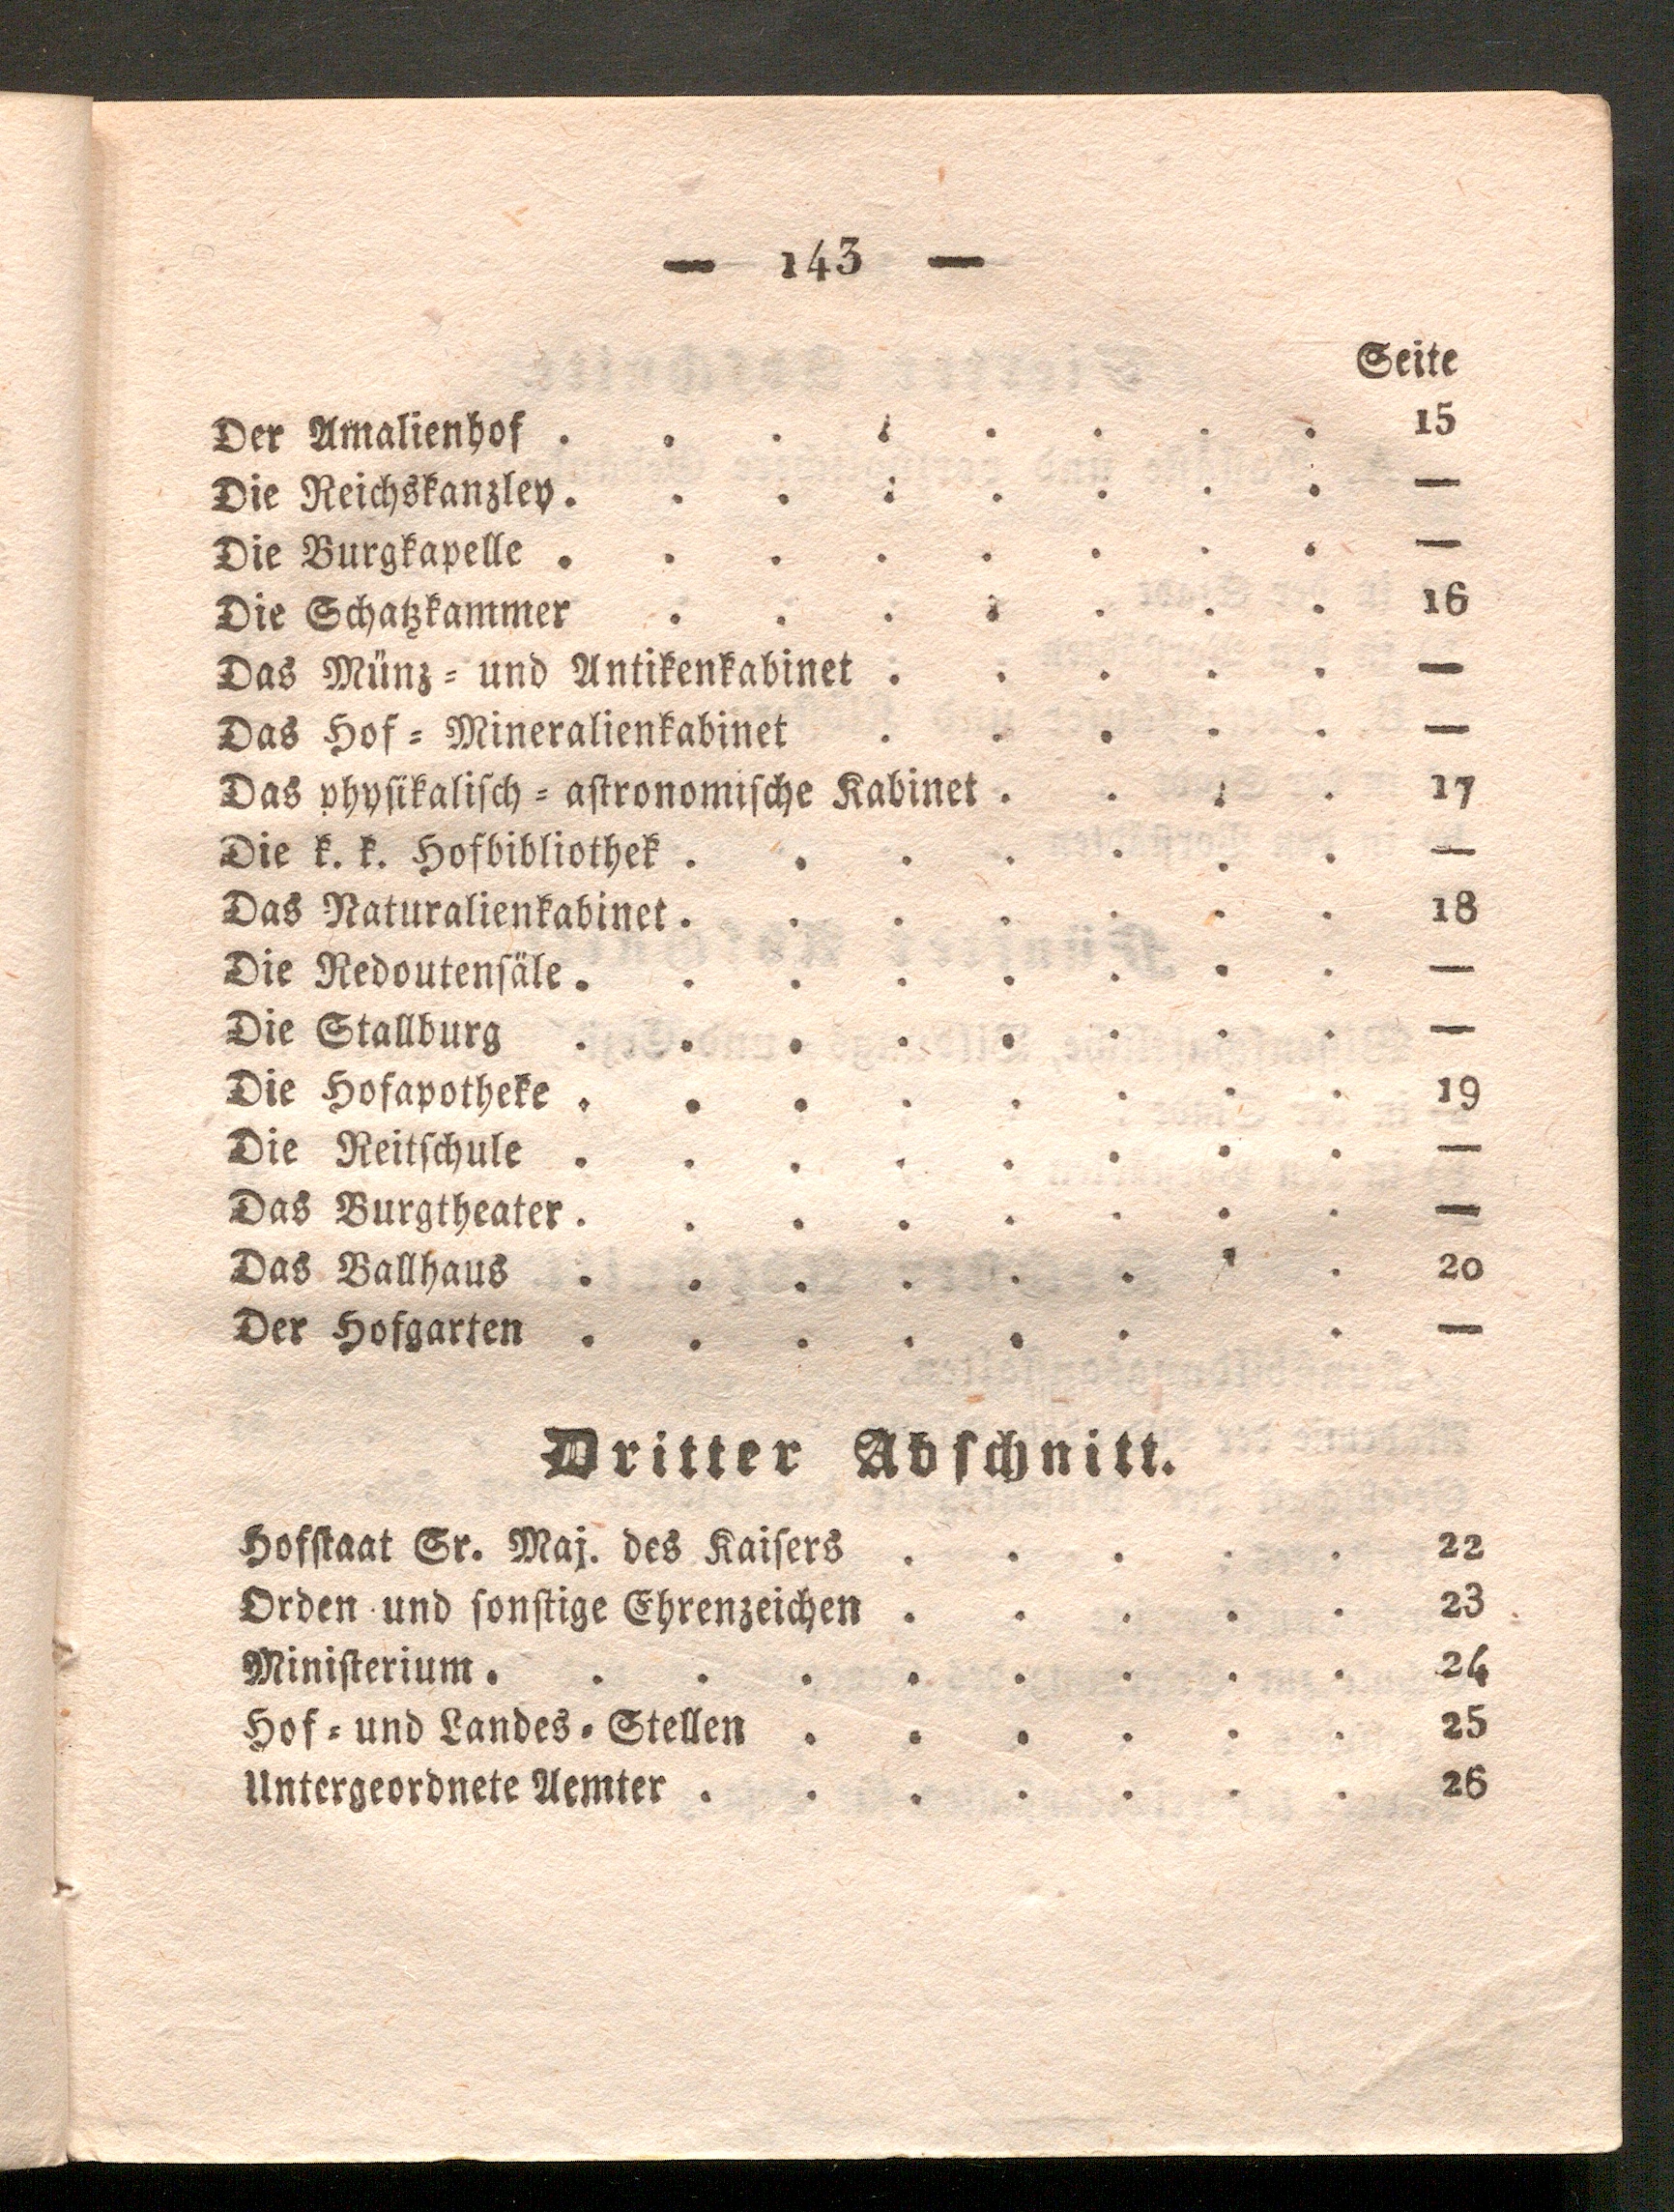 — 143 —
Seite
Der Amalienhof . . . . . . . . 15
Die Reichskanzley. . . . . . . . —
Die Burgkapelle . . . . . . . . —
Die Schatzkammer . . . . . . . 16
Das Münz = und Antikenkabinet . . . . . —
Das Hof = Mineralienkabinet . . . . . —
Das physikalisch = astronomische Kabinet . . . . 17
Die k. k. Hofbibliothek . . . . . . . —
Das Naturalienkabinet . . . . . . . 18
Die Redoutensäle . . . . . . . . —
Die Stallburg . . . . . . . . —
Die Hofapotheke . . . . . . . . 19
Die Reitschule . . . . . . . . —
Das Burgtheater . . . . . . . . —
Das Ballhaus . . . . . . . . 20
Der Hofgarten . . . . . . . —
Dritter Abschnitt.
Hofstaat Sr. Maj. des Kaisers . . . . . 22
Orden und sonstige Ehrenzeichen . . . . . 23
Ministerium . . . . . . . . . 24
Hof = und Landes = Stellen . . . . . . 25
Untergeordnete Aemter . . . . . . . 26